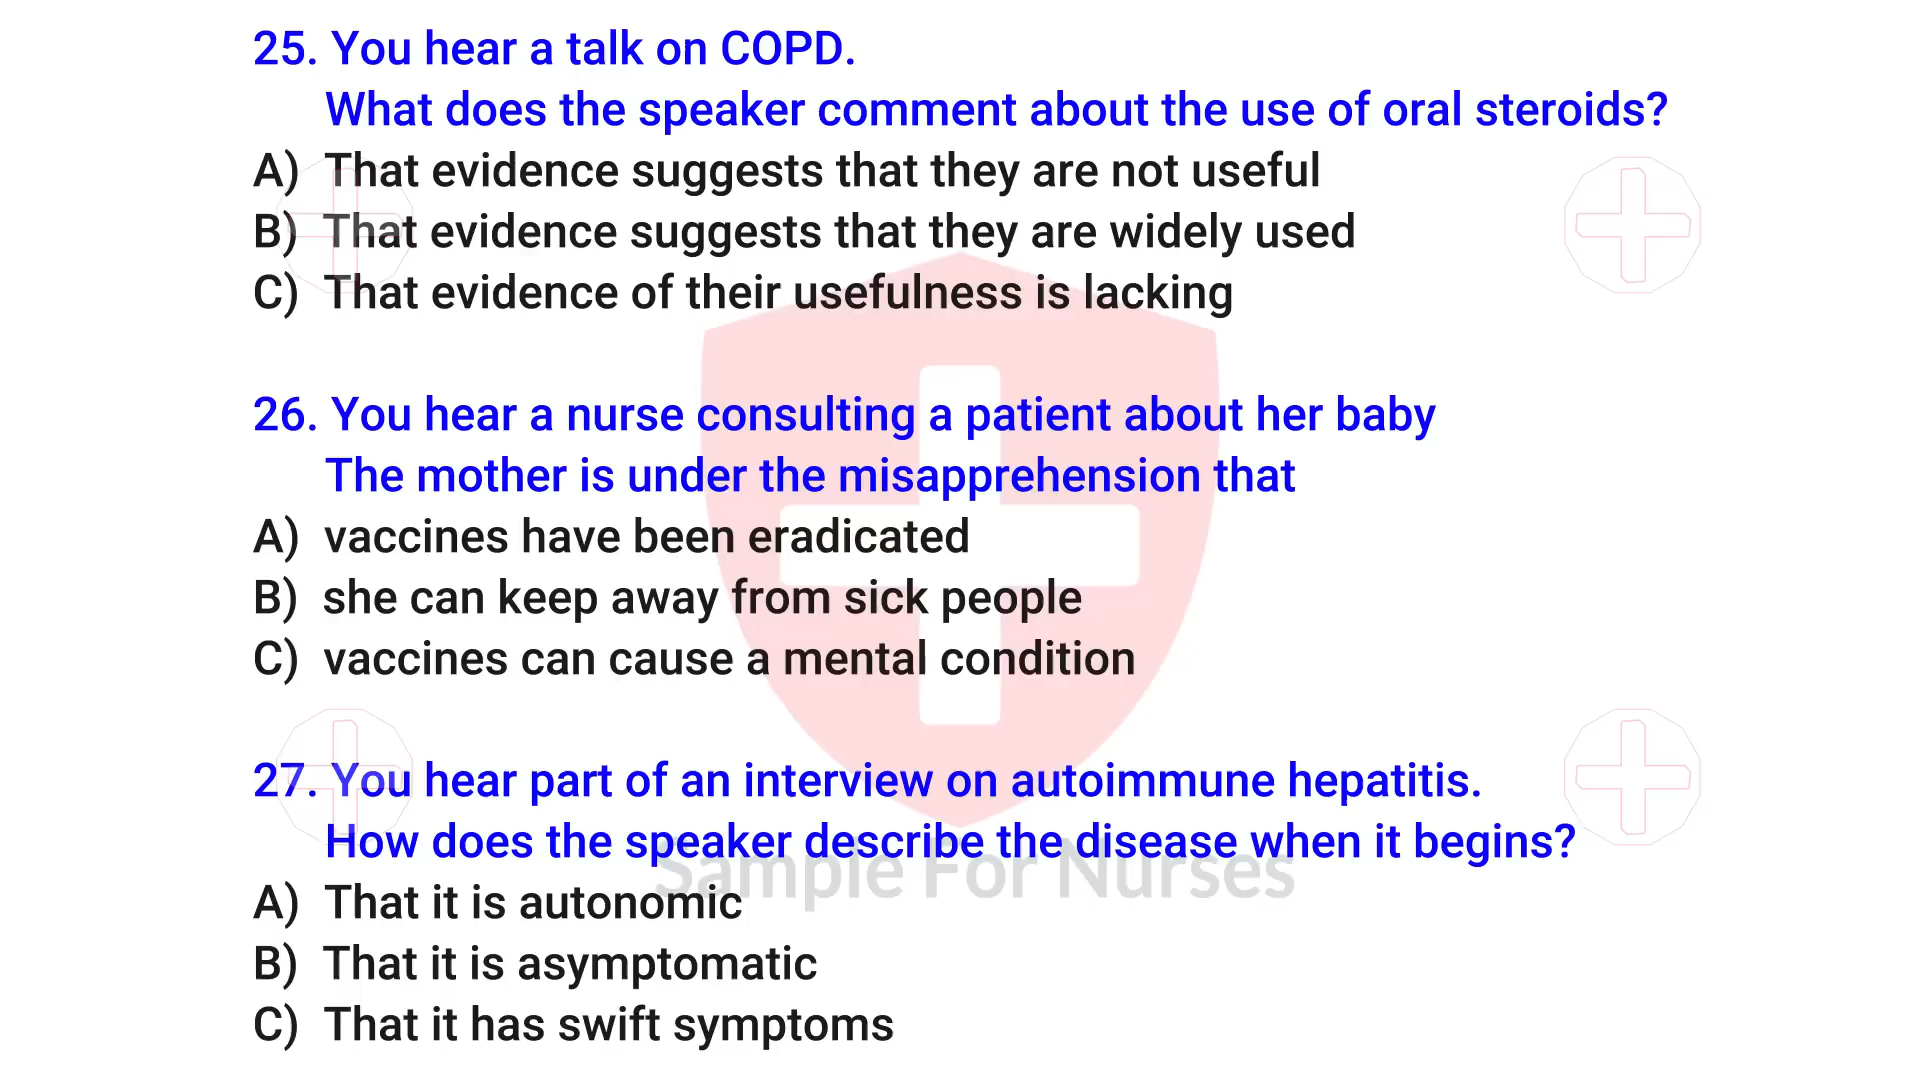 25. You hear a talk on COPD.
What does the speaker comment about the use of oral steroids?
A) That evidence suggests that they are not useful
B) That evidence suggests that they are widely used
C) That evidence of their usefulness is lacking
26. You hear a nurse consulting a patient about her baby
The mother is under the misapprehension that
A) vaccines have been eradicated
B) she can keep away from sick people
C) vaccines can cause a mental condition
27. You hear part of an interview on autoimmune hepatitis.
How does the speaker describe the disease when it begins?
Sample For Nurses
A) That it is autonomic
B) That it is asymptomatic
C) That it has swift symptoms